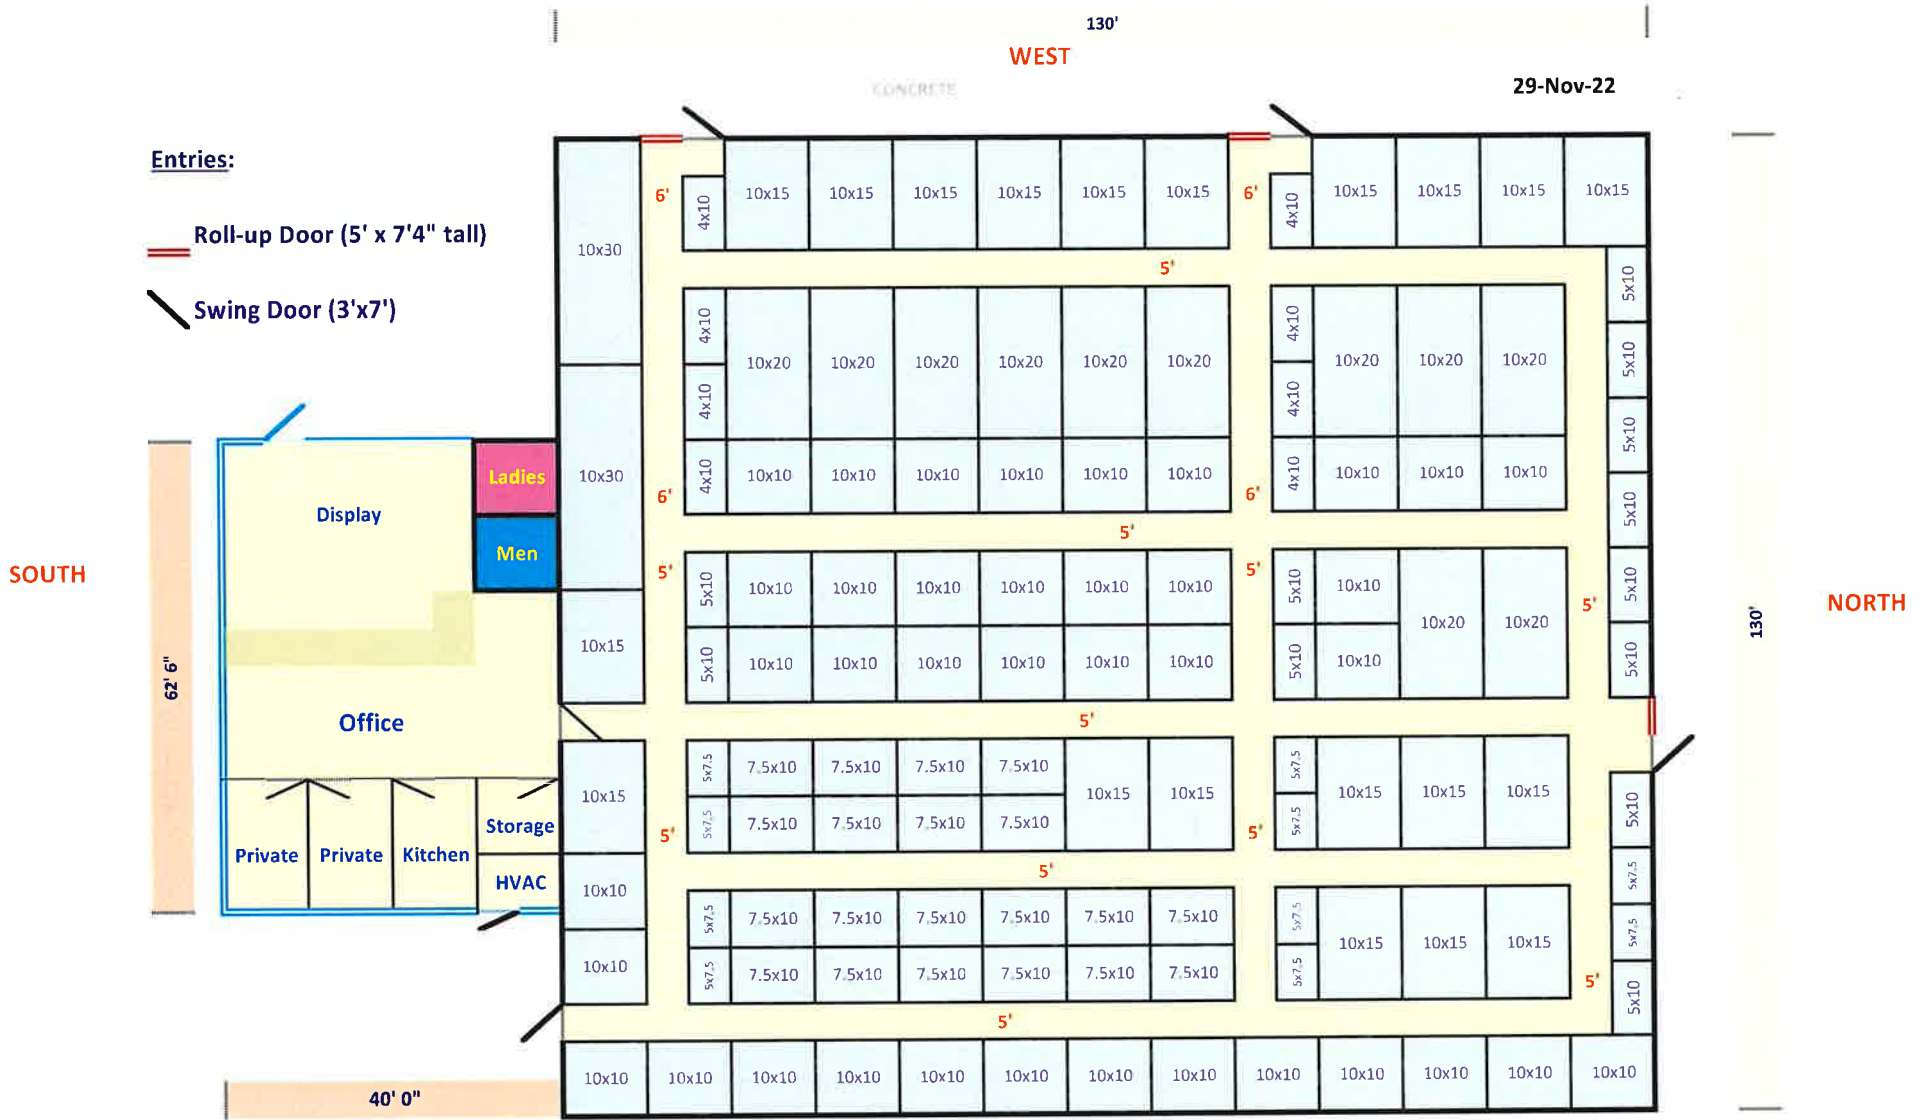 130'
WEST
CONCRETE
29-Nov-22
Entries:
Roll-up Door (5' x 7'4" tall)
Swing Door (3'x7')
6' 4x10 10x15 10x15 10x15 10x15 10x15 10x15 6' 4x10 10x15 10x15 10x15 10x15
10x30
5' 5x10
4x10 4x10 5x10
10x20 10x20 10x20 10x20 10x20 10x20 10x20 10x20 10x20
4x10 4x10 5x10
10x30 6' 4x10 10x10 10x10 10x10 10x10 10x10 10x10 6' 4x10 10x10 10x10 10x10 5x10
Ladies
Display
Men
5'
SOUTH
5' 5x10 10x10 10x10 10x10 10x10 10x10 10x10 5' 5x10 10x10 5x10
5' NORTH
130'
10x20 10x20
10x15 5x10 10x10 10x10 10x10 10x10 10x10 10x10 5x10 10x10 5x10
62' 6"
Office
5'
5x7.5 7.5x10 7.5x10 7.5x10 7.5x10 5x7.5
10x15 10x15 10x15 10x15 10x15 10x15 5x10
5x7.5 7.5x10 7.5x10 7.5x10 7.5x10 5x7.5
Storage 5' 5'
Private Private Kitchen
HVAC 10x10 5' 5x7.5
5x7.5 7.5x10 7.5x10 7.5x10 7.5x10 7.5x10 7.5x10 5x7.5 5x7.5
10x15 10x15 10x15
10x10 5x7.5 7.5x10 7.5x10 7.5x10 7.5x10 7.5x10 7.5x10 5x7.5 5' 5x10
5'
10x10 10x10 10x10 10x10 10x10 10x10 10x10 10x10 10x10 10x10 10x10 10x10 10x10
40' 0"